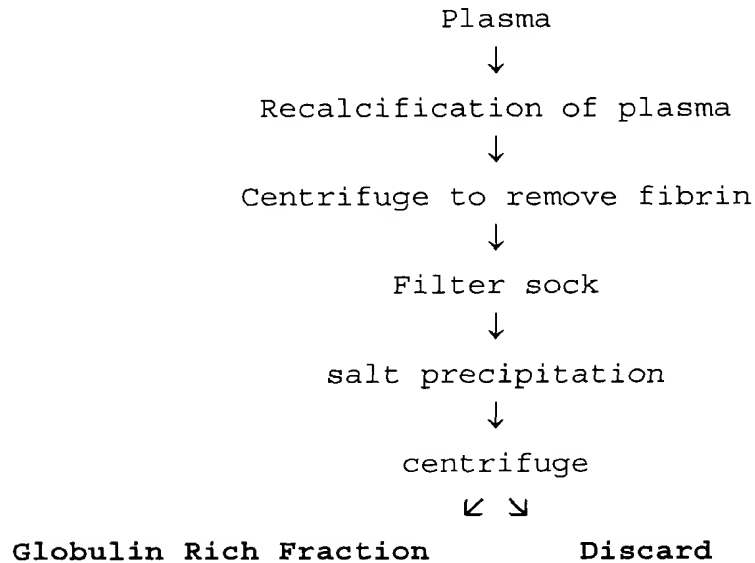 Plasma
↓
Recalcification of plasma
↓
Centrifuge to remove fibrin
↓
Filter sock
↓
salt precipitation
↓
centrifuge
↙ ↘
Globulin Rich Fraction Discard